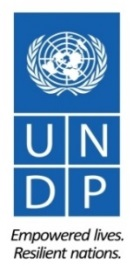 U N
D P
Empowered lives.
Resilient nations.